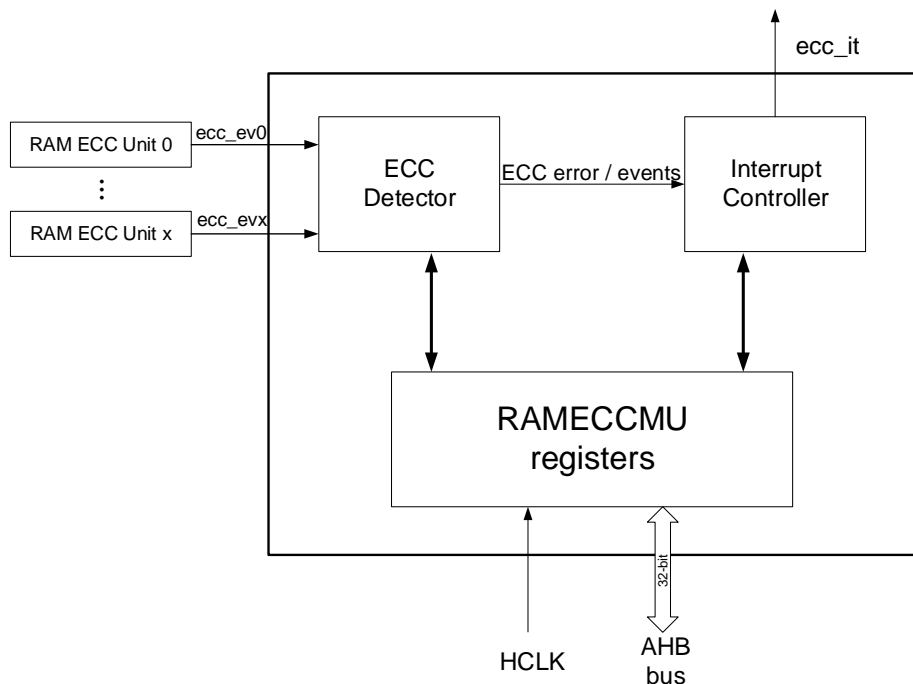 ecc_it
RAM ECC Unit 0
ecc_ev0
⋮
RAM ECC Unit x
ecc_evx
ECC
Detector
ECC error / events
Interrupt
Controller
RAMECCMU
registers
32-bit
HCLK
AHB
bus